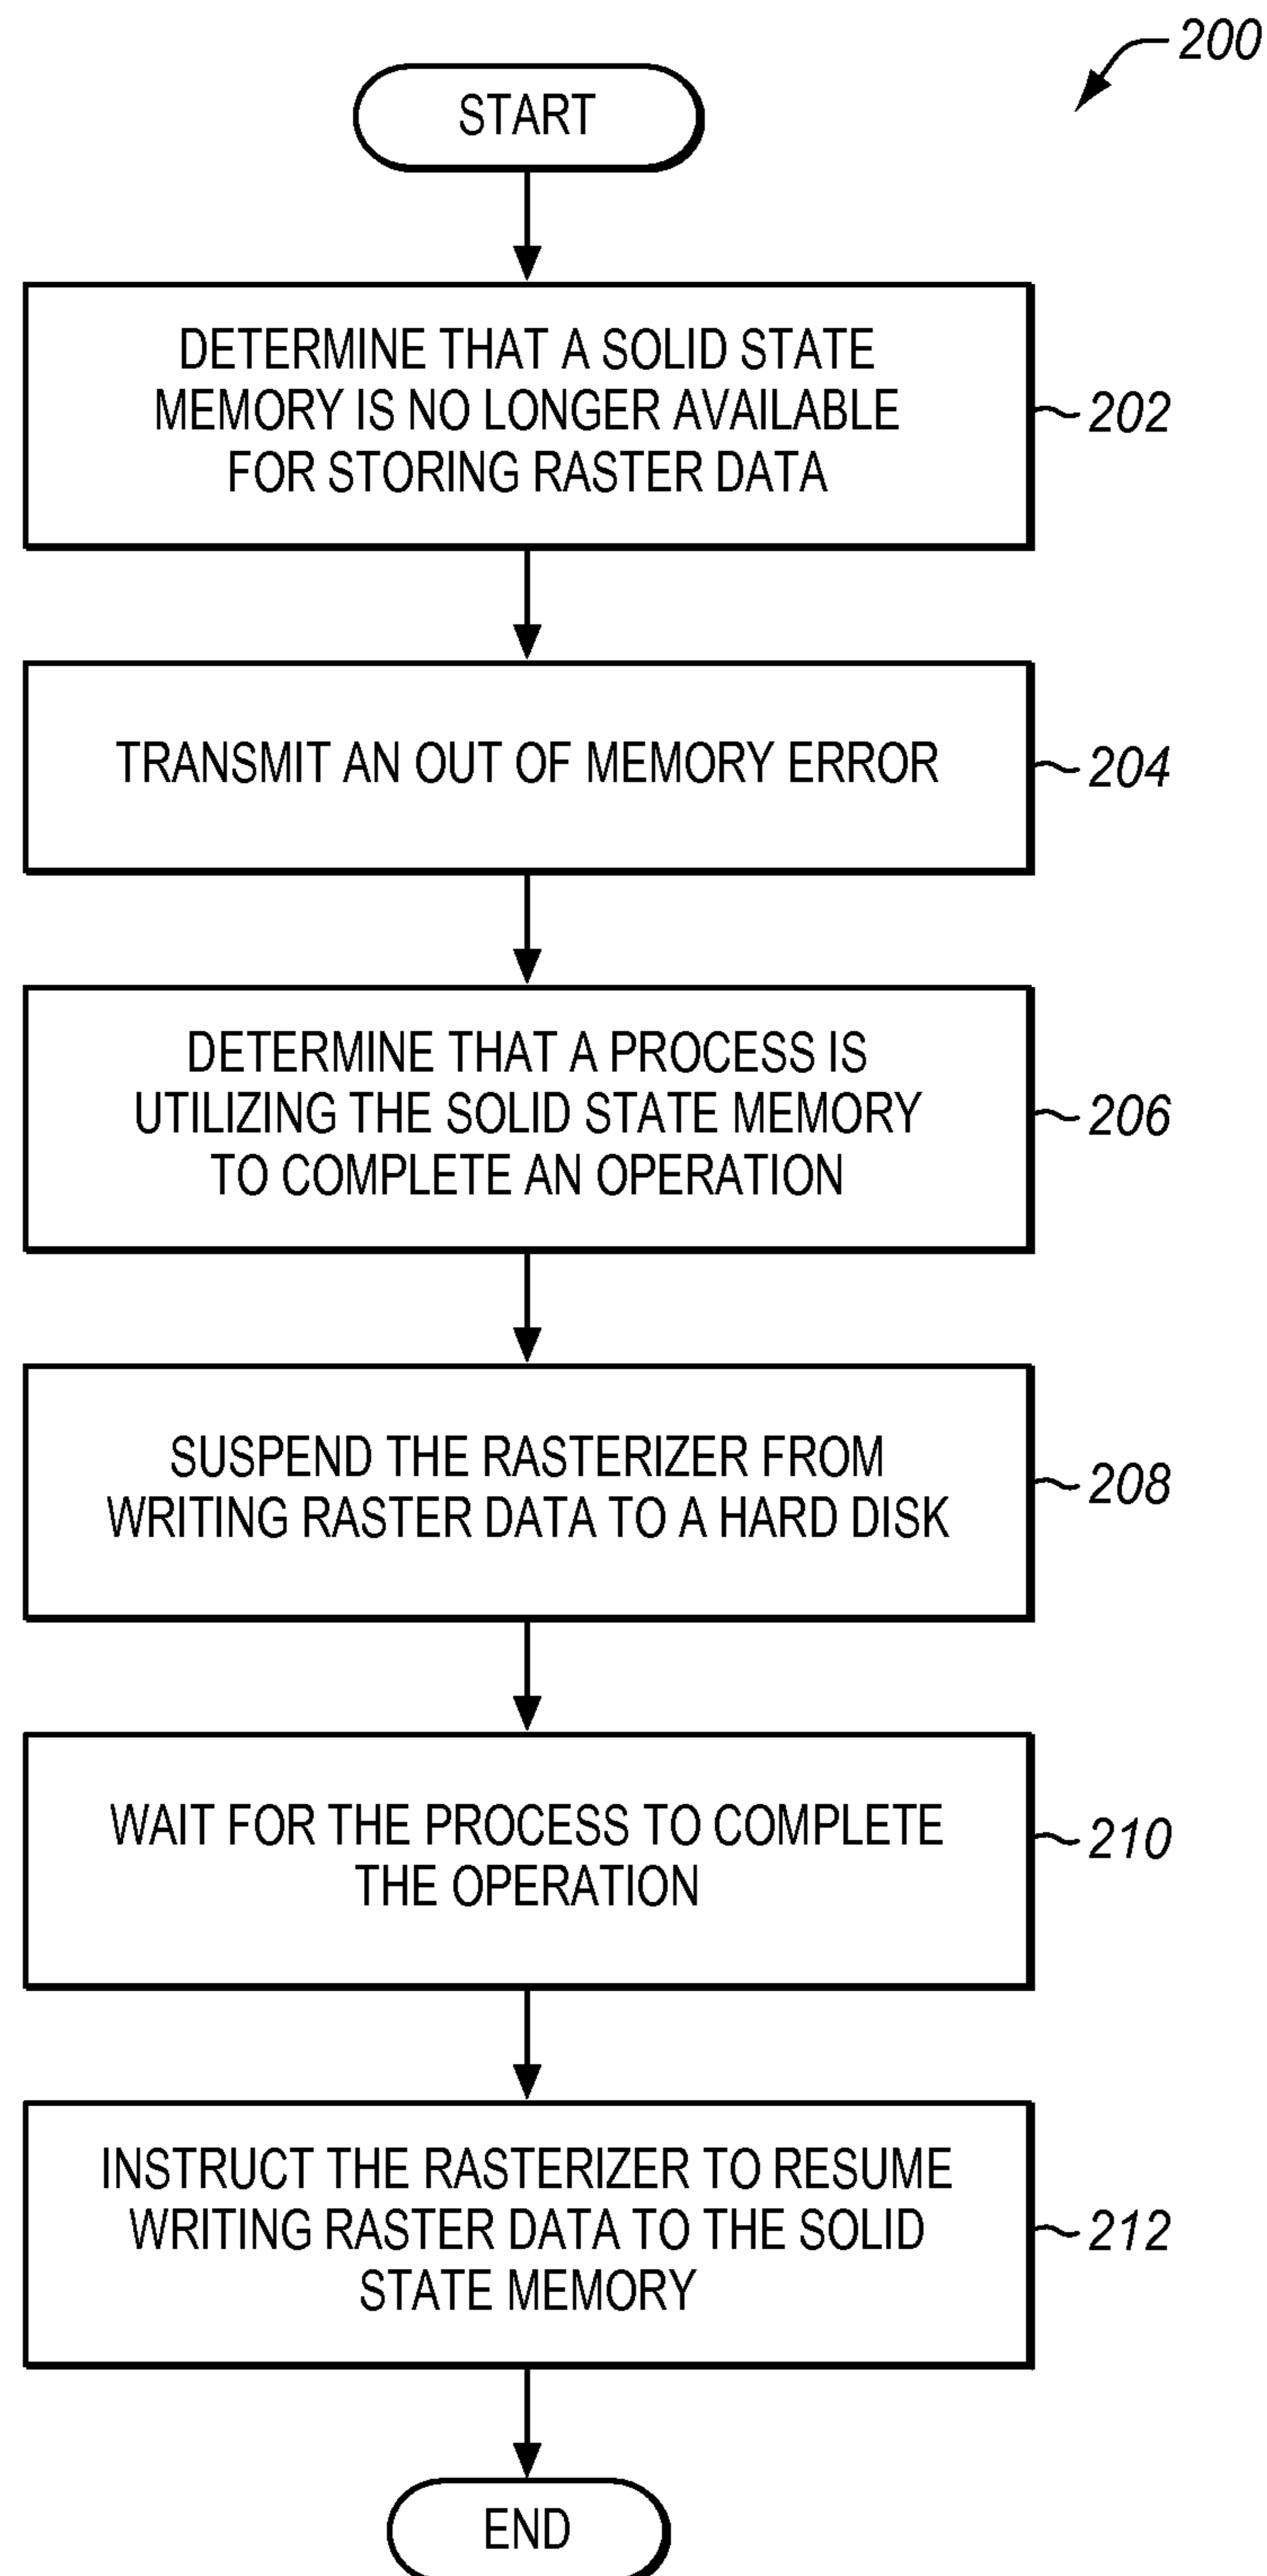 200
START
DETERMINE THAT A SOLID STATE
MEMORY IS NO LONGER AVAILABLE
FOR STORING RASTER DATA
202
TRANSMIT AN OUT OF MEMORY ERROR
204
DETERMINE THAT A PROCESS IS
UTILIZING THE SOLID STATE MEMORY
TO COMPLETE AN OPERATION
206
SUSPEND THE RASTERIZER FROM
WRITING RASTER DATA TO A HARD DISK
208
WAIT FOR THE PROCESS TO COMPLETE
THE OPERATION
210
INSTRUCT THE RASTERIZER TO RESUME
WRITING RASTER DATA TO THE SOLID
STATE MEMORY
212
END